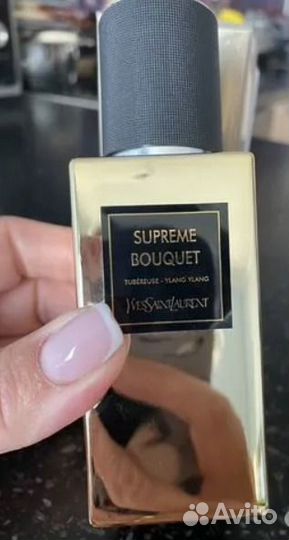 SUPREME
BOUQUET
TUBÉREUSE - YLANG YLANG
YVESSAINTLAURENT
Avito